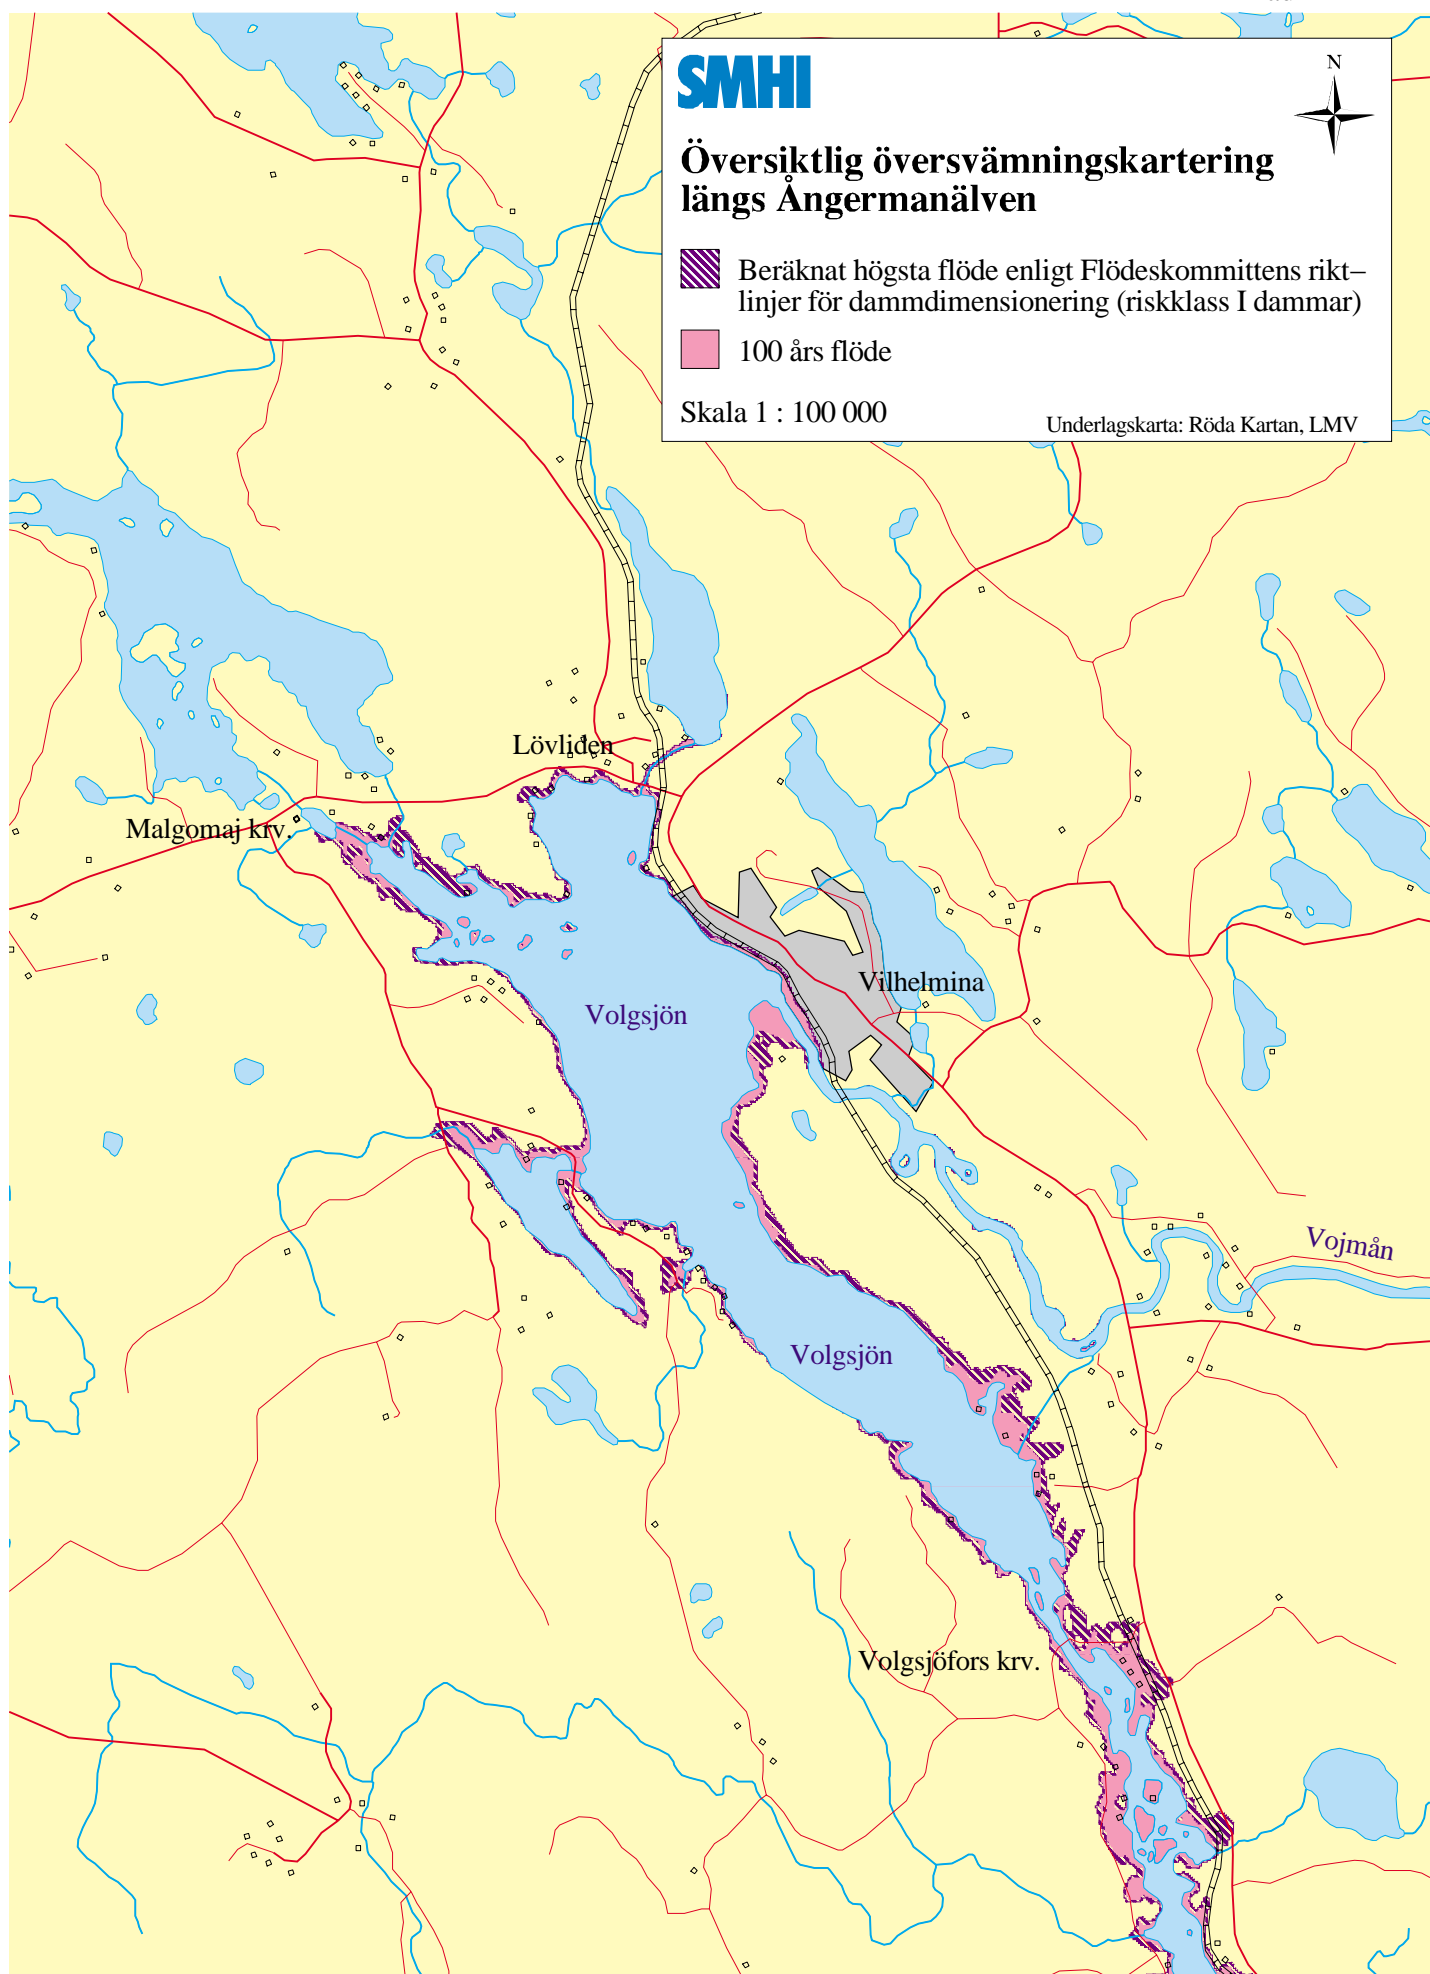 SMHI
N
Översiktlig översvämningskartering
längs Ångermanälven
Beräknat högsta flöde enligt Flödeskommittens rikt–
linjer för dammdimensionering (riskklass I dammar)
100 års flöde
Skala 1 : 100 000
Underlagskarta: Röda Kartan, LMV
Lövliden
Malgomaj krv.
Vilhelmina
Volgsjön
Vojmån
Volgsjön
Volgsjöfors krv.